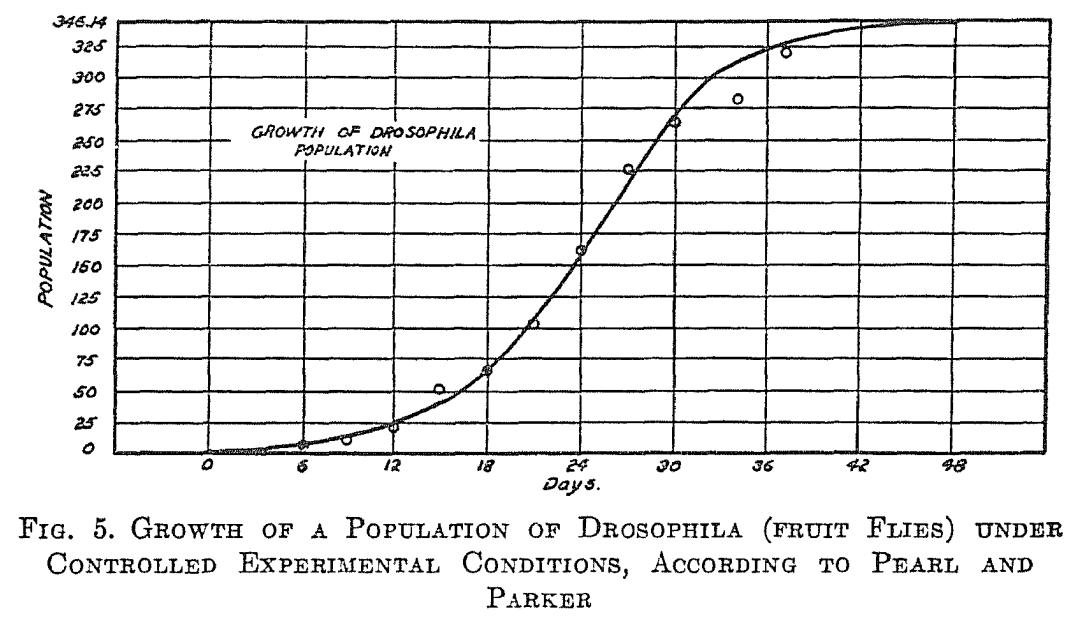 346.14
325
300
275
250
225
200
175
150
125
100
75
50
25
0
POPULATION
GROWTH OF DROSOPHILA
POPULATION
0 6 12 18 24 30 36 42 48
Days.
FIG. 5. GROWTH OF A POPULATION OF DROSOPHILA (FRUIT FLIES) UNDER
CONTROLLED EXPERIMENTAL CONDITIONS, ACCORDING TO PEARL AND
PARKER